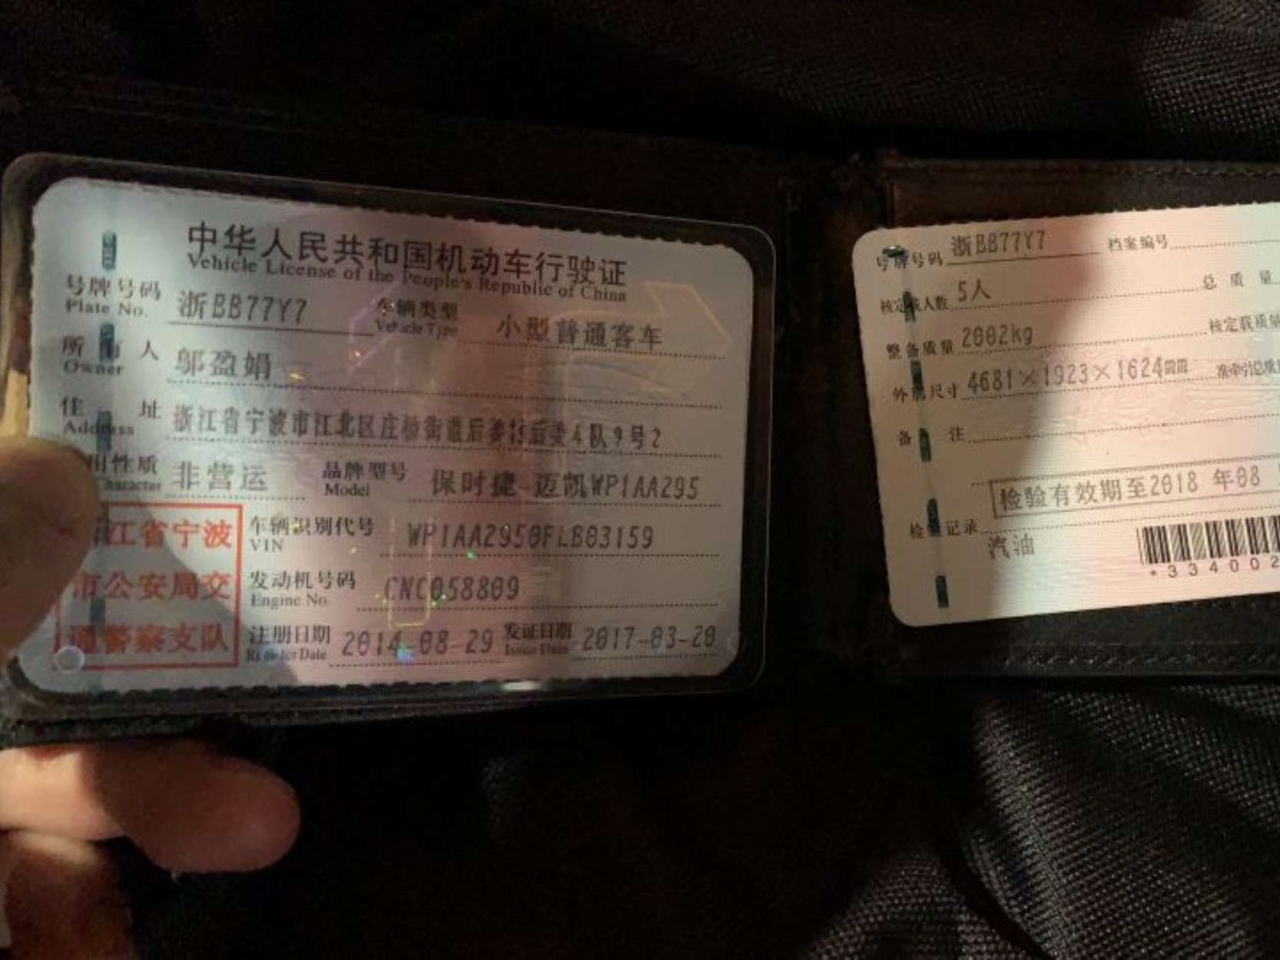 中华人民共和国机动车行驶证
Vehicle License of the People's Republic of China
号牌号码 浙BB77Y7 车辆类型 小型普通客车
Plate No. Vehicle Type
所有人 邬盈娟
Owner
住址 浙江省宁波市江北区庄桥街道后姜村后姜4队9号2
Address
用性质 非营运 品牌型号 保时捷-迈凯WP1AA295
Character Model
江省宁波 车辆识别代号 WP1AA2950FLB03159
VIN
市公安局交 发动机号码 CNC058809
Engine No.
通警察支队 注册日期 2014-08-29 发证日期 2017-03-20
Register Date Issue Date
号牌号码 浙BB77Y7 档案编号
核定载人数 5人 总质量
整备质量 2002kg 核定载质量
外廓尺寸 4681×1923×1624mm 准牵引总质
备注
检验有效期至2018 年08
检验记录
汽油
*334002